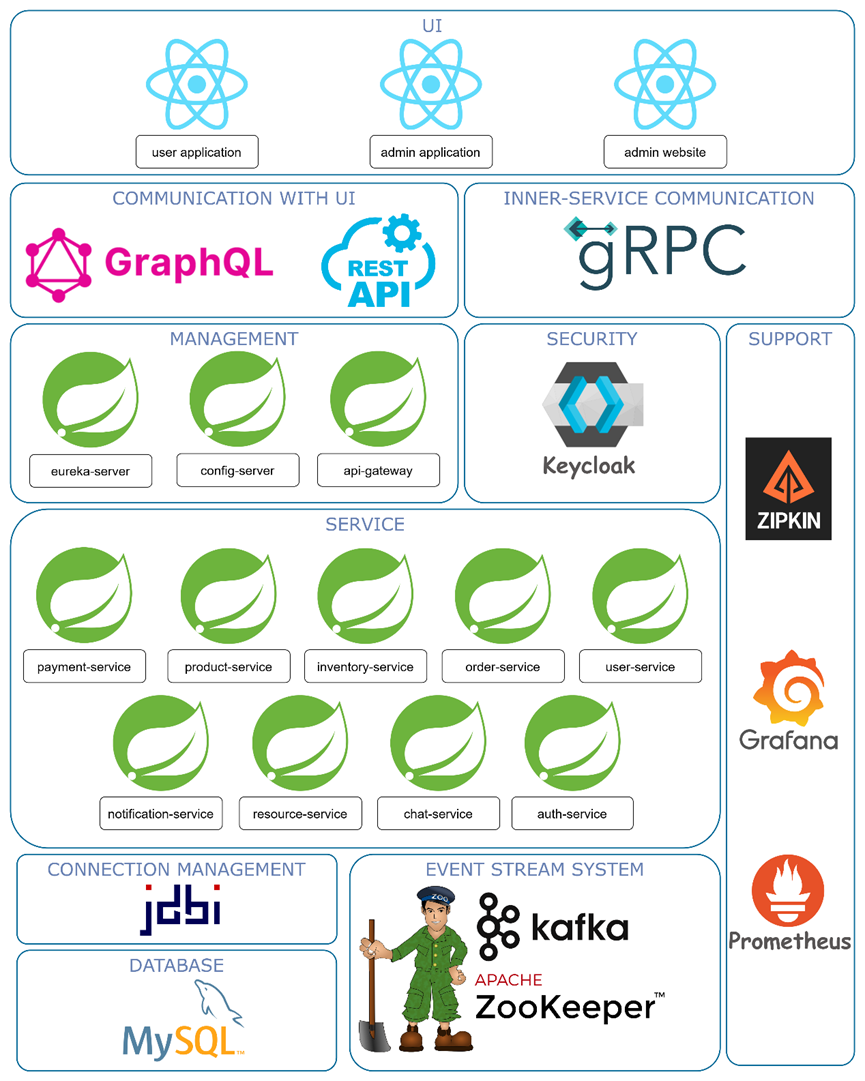 UI
user application
admin application
admin website
COMMUNICATION WITH UI
INNER-SERVICE COMMUNICATION
GraphQL
REST
API
gRPC
MANAGEMENT
SECURITY
SUPPORT
eureka-server
config-server
api-gateway
Keycloak
ZIPKIN
SERVICE
payment-service
product-service
inventory-service
order-service
user-service
Grafana
notification-service
resource-service
chat-service
auth-service
CONNECTION MANAGEMENT
jdbi
EVENT STREAM SYSTEM
ZOO
kafka
Prometheus
DATABASE
MySQL™
APACHE
ZooKeeper™